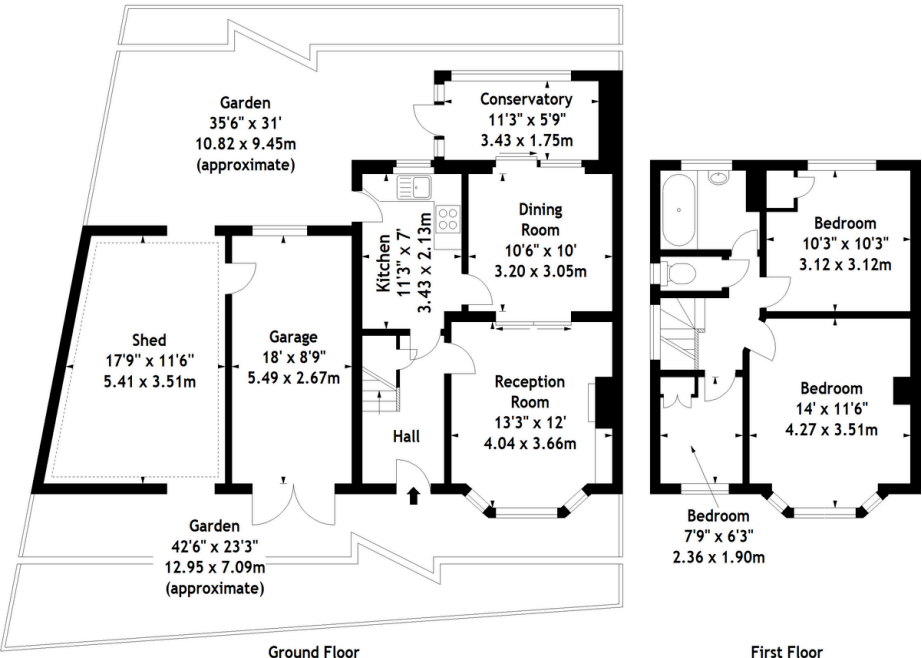 Garden
35'6" x 31'
10.82 x 9.45m
(approximate)
Conservatory
11'3" x 5'9"
3.43 x 1.75m
Kitchen
11'3" x 7'
3.43 x 2.13m
Dining
Room
10'6" x 10'
3.20 x 3.05m
Shed
17'9" x 11'6"
5.41 x 3.51m
Garage
18' x 8'9"
5.49 x 2.67m
Reception
Room
13'3" x 12'
4.04 x 3.66m
Hall
Garden
42'6" x 23'3"
12.95 x 7.09m
(approximate)
Ground Floor
Bedroom
10'3" x 10'3"
3.12 x 3.12m
Bedroom
14' x 11'6"
4.27 x 3.51m
Bedroom
7'9" x 6'3"
2.36 x 1.90m
First Floor